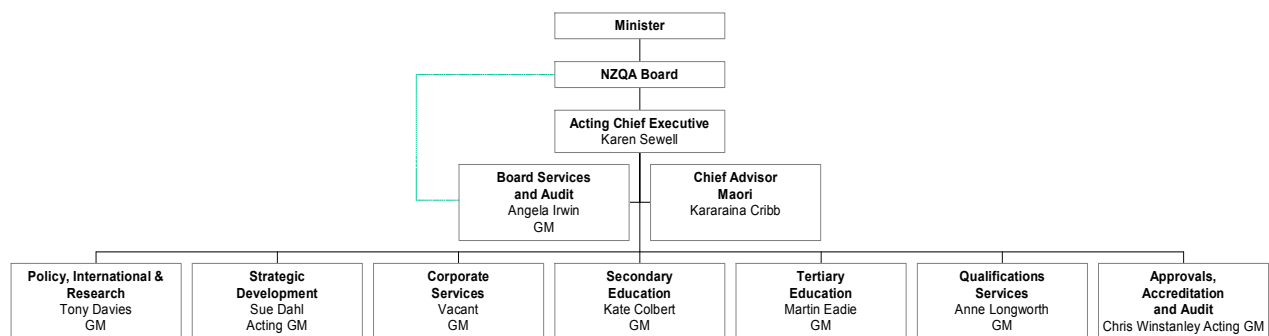 Minister
NZQA Board
Acting Chief Executive
Karen Sewell
Board Services
and Audit
Angela Irwin
GM
Chief Advisor
Maori
Kararaina Cribb
Policy, International &
Research
Tony Davies
GM
Strategic
Development
Sue Dahl
Acting GM
Corporate
Services
Vacant
GM
Secondary
Education
Kate Colbert
GM
Tertiary
Education
Martin Eadie
GM
Qualifications
Services
Anne Longworth
GM
Approvals,
Accreditation
and Audit
Chris Winstanley Acting GM